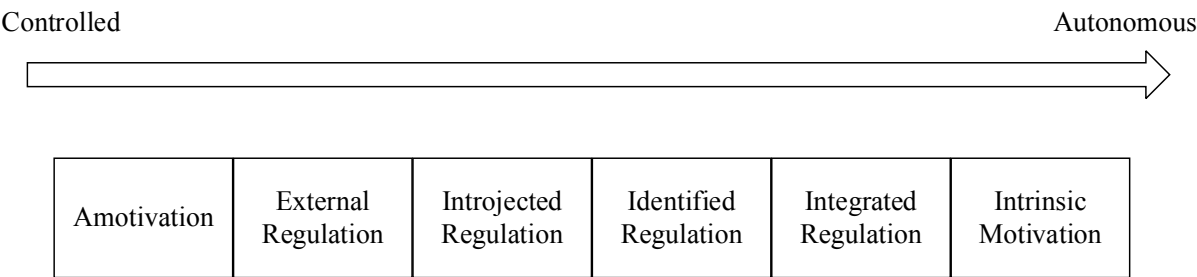 Controlled
Autonomous
Amotivation
External
Regulation
Introjected
Regulation
Identified
Regulation
Integrated
Regulation
Intrinsic
Motivation